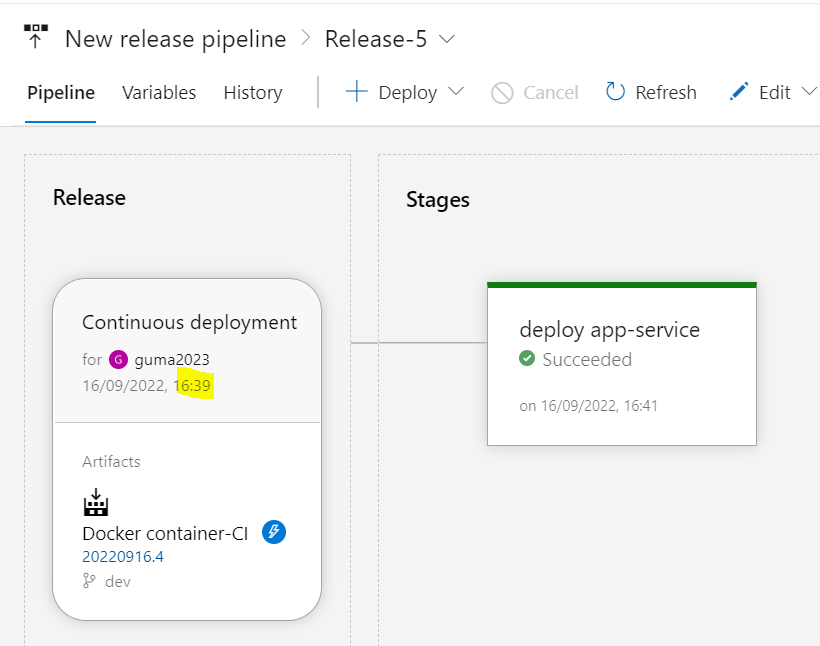 New release pipeline > Release-5
Pipeline Variables History Deploy Cancel Refresh Edit
Release
Continuous deployment
for G guma2023
16/09/2022, 16:39
Artifacts
Docker container-CI
20220916.4
dev
Stages
deploy app-service
Succeeded
on 16/09/2022, 16:41